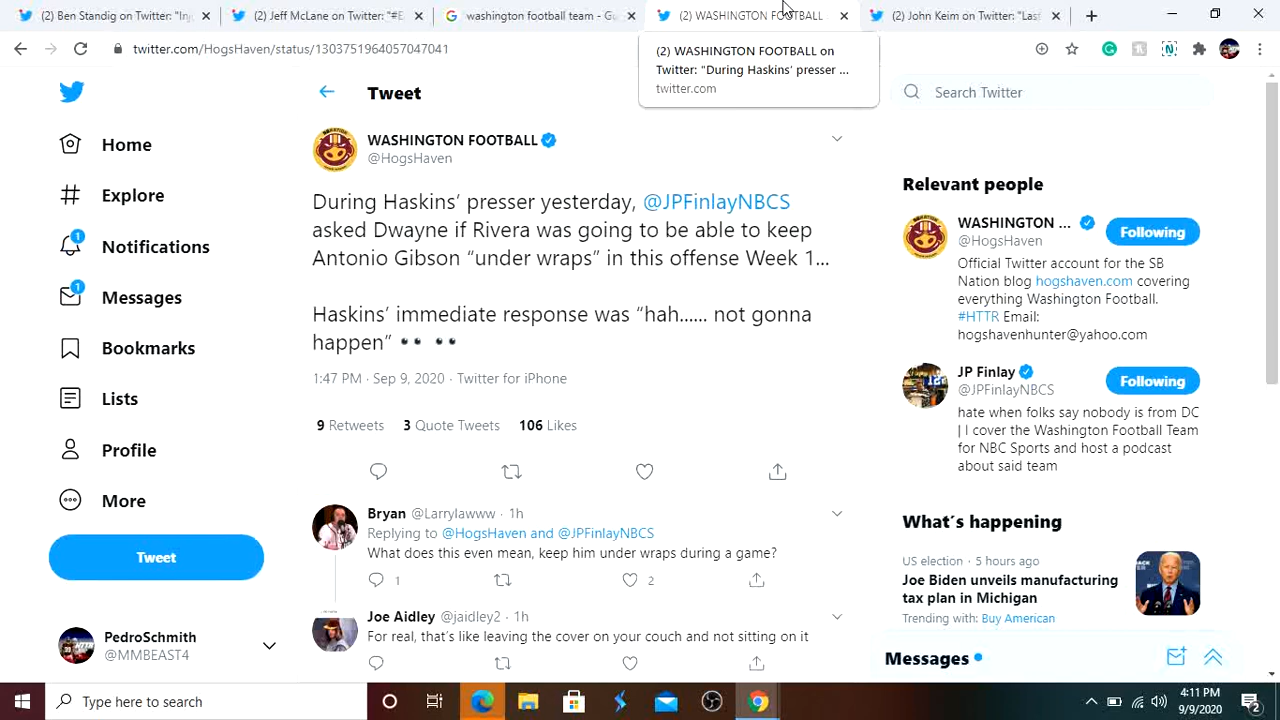 (2) Ben Standig on Twitter: "Inj
(2) Jeff McLane on Twitter: "#E
washington football team - Go
(2) WASHINGTON FOOTBALL
(2) John Keim on Twitter: "Last
twitter.com/HogsHaven/status/1303751964057047041
(2) WASHINGTON FOOTBALL on
Twitter: "During Haskins' presser ...
twitter.com
Home
Explore
1
Notifications
1
Messages
Bookmarks
Lists
Profile
More
Tweet
PedroSchmith
@MMBEAST4
Tweet
WASHINGTON FOOTBALL
@HogsHaven
During Haskins' presser yesterday, @JPFinlayNBCS
asked Dwayne if Rivera was going to be able to keep
Antonio Gibson “under wraps” in this offense Week 1...
Haskins' immediate response was “hah...... not gonna
happen” 👀 👀
1:47 PM · Sep 9, 2020 · Twitter for iPhone
9 Retweets 3 Quote Tweets 106 Likes
Bryan @Larrylawww · 1h
Replying to @HogsHaven and @JPFinlayNBCS
What does this even mean, keep him under wraps during a game?
1 2
Joe Aidley @jaidley2 · 1h
For real, that's like leaving the cover on your couch and not sitting on it
Search Twitter
Relevant people
WASHINGTON ...
@HogsHaven
Following
Official Twitter account for the SB
Nation blog hogshaven.com covering
everything Washington Football.
#HTTR Email:
hogshavenhunter@yahoo.com
JP Finlay
@JPFinlayNBCS
Following
hate when folks say nobody is from DC
| I cover the Washington Football Team
for NBC Sports and host a podcast
about said team
What's happening
US election · 5 hours ago
Joe Biden unveils manufacturing
tax plan in Michigan
Trending with: Buy American
Messages
Type here to search
4:11 PM
9/9/2020
2